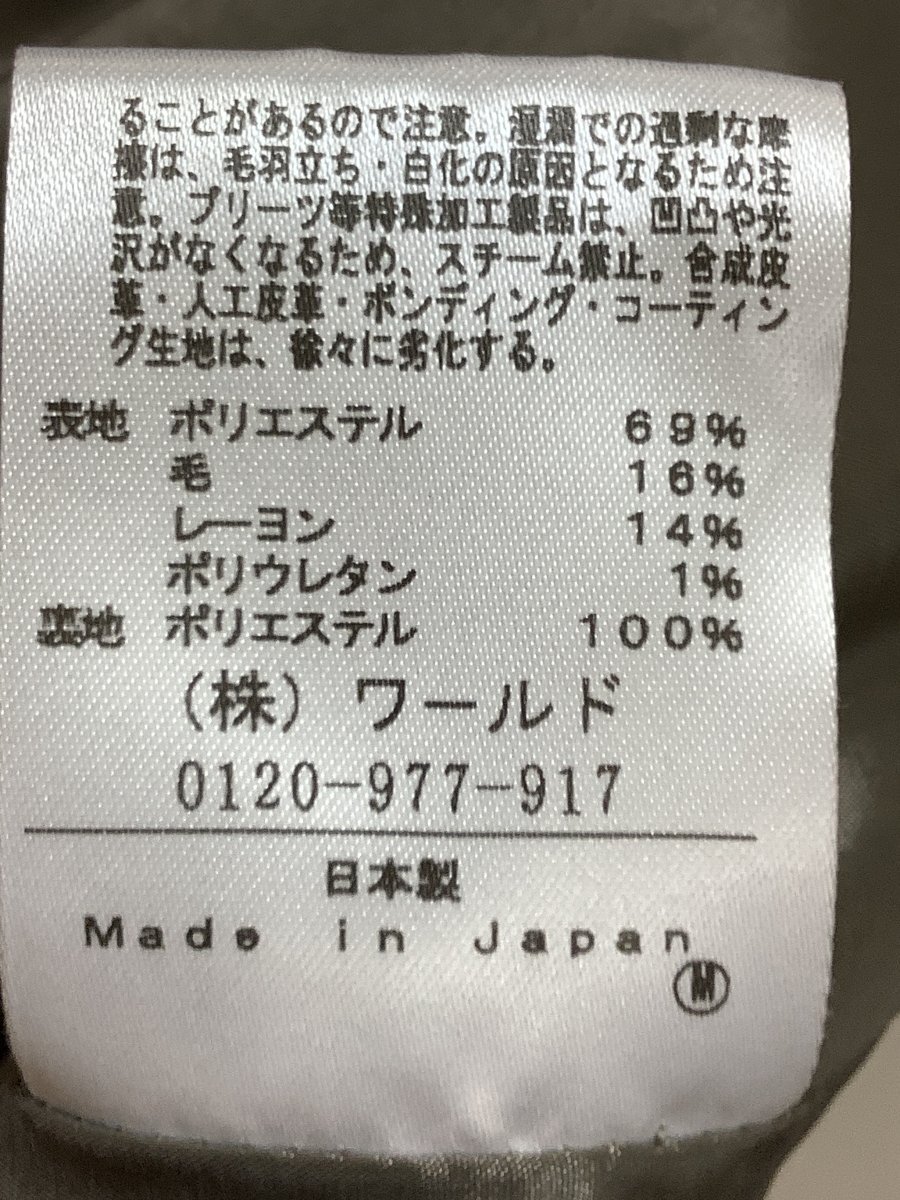 ることがあるので注意。湿潤での過剰な摩
擦は、毛羽立ち・白化の原因となるため注
意。プリーツ等特殊加工製品は、凹凸や光
沢がなくなるため、スチーム禁止。合成皮
革・人工皮革・ボンディング・コーティン
グ生地は、徐々に劣化する。
表地 ポリエステル 69%
毛 16%
レーヨン 14%
ポリウレタン 1%
裏地 ポリエステル 100%
(株) ワールド
0120-977-917
日本製
Made in Japan
Ⓜ